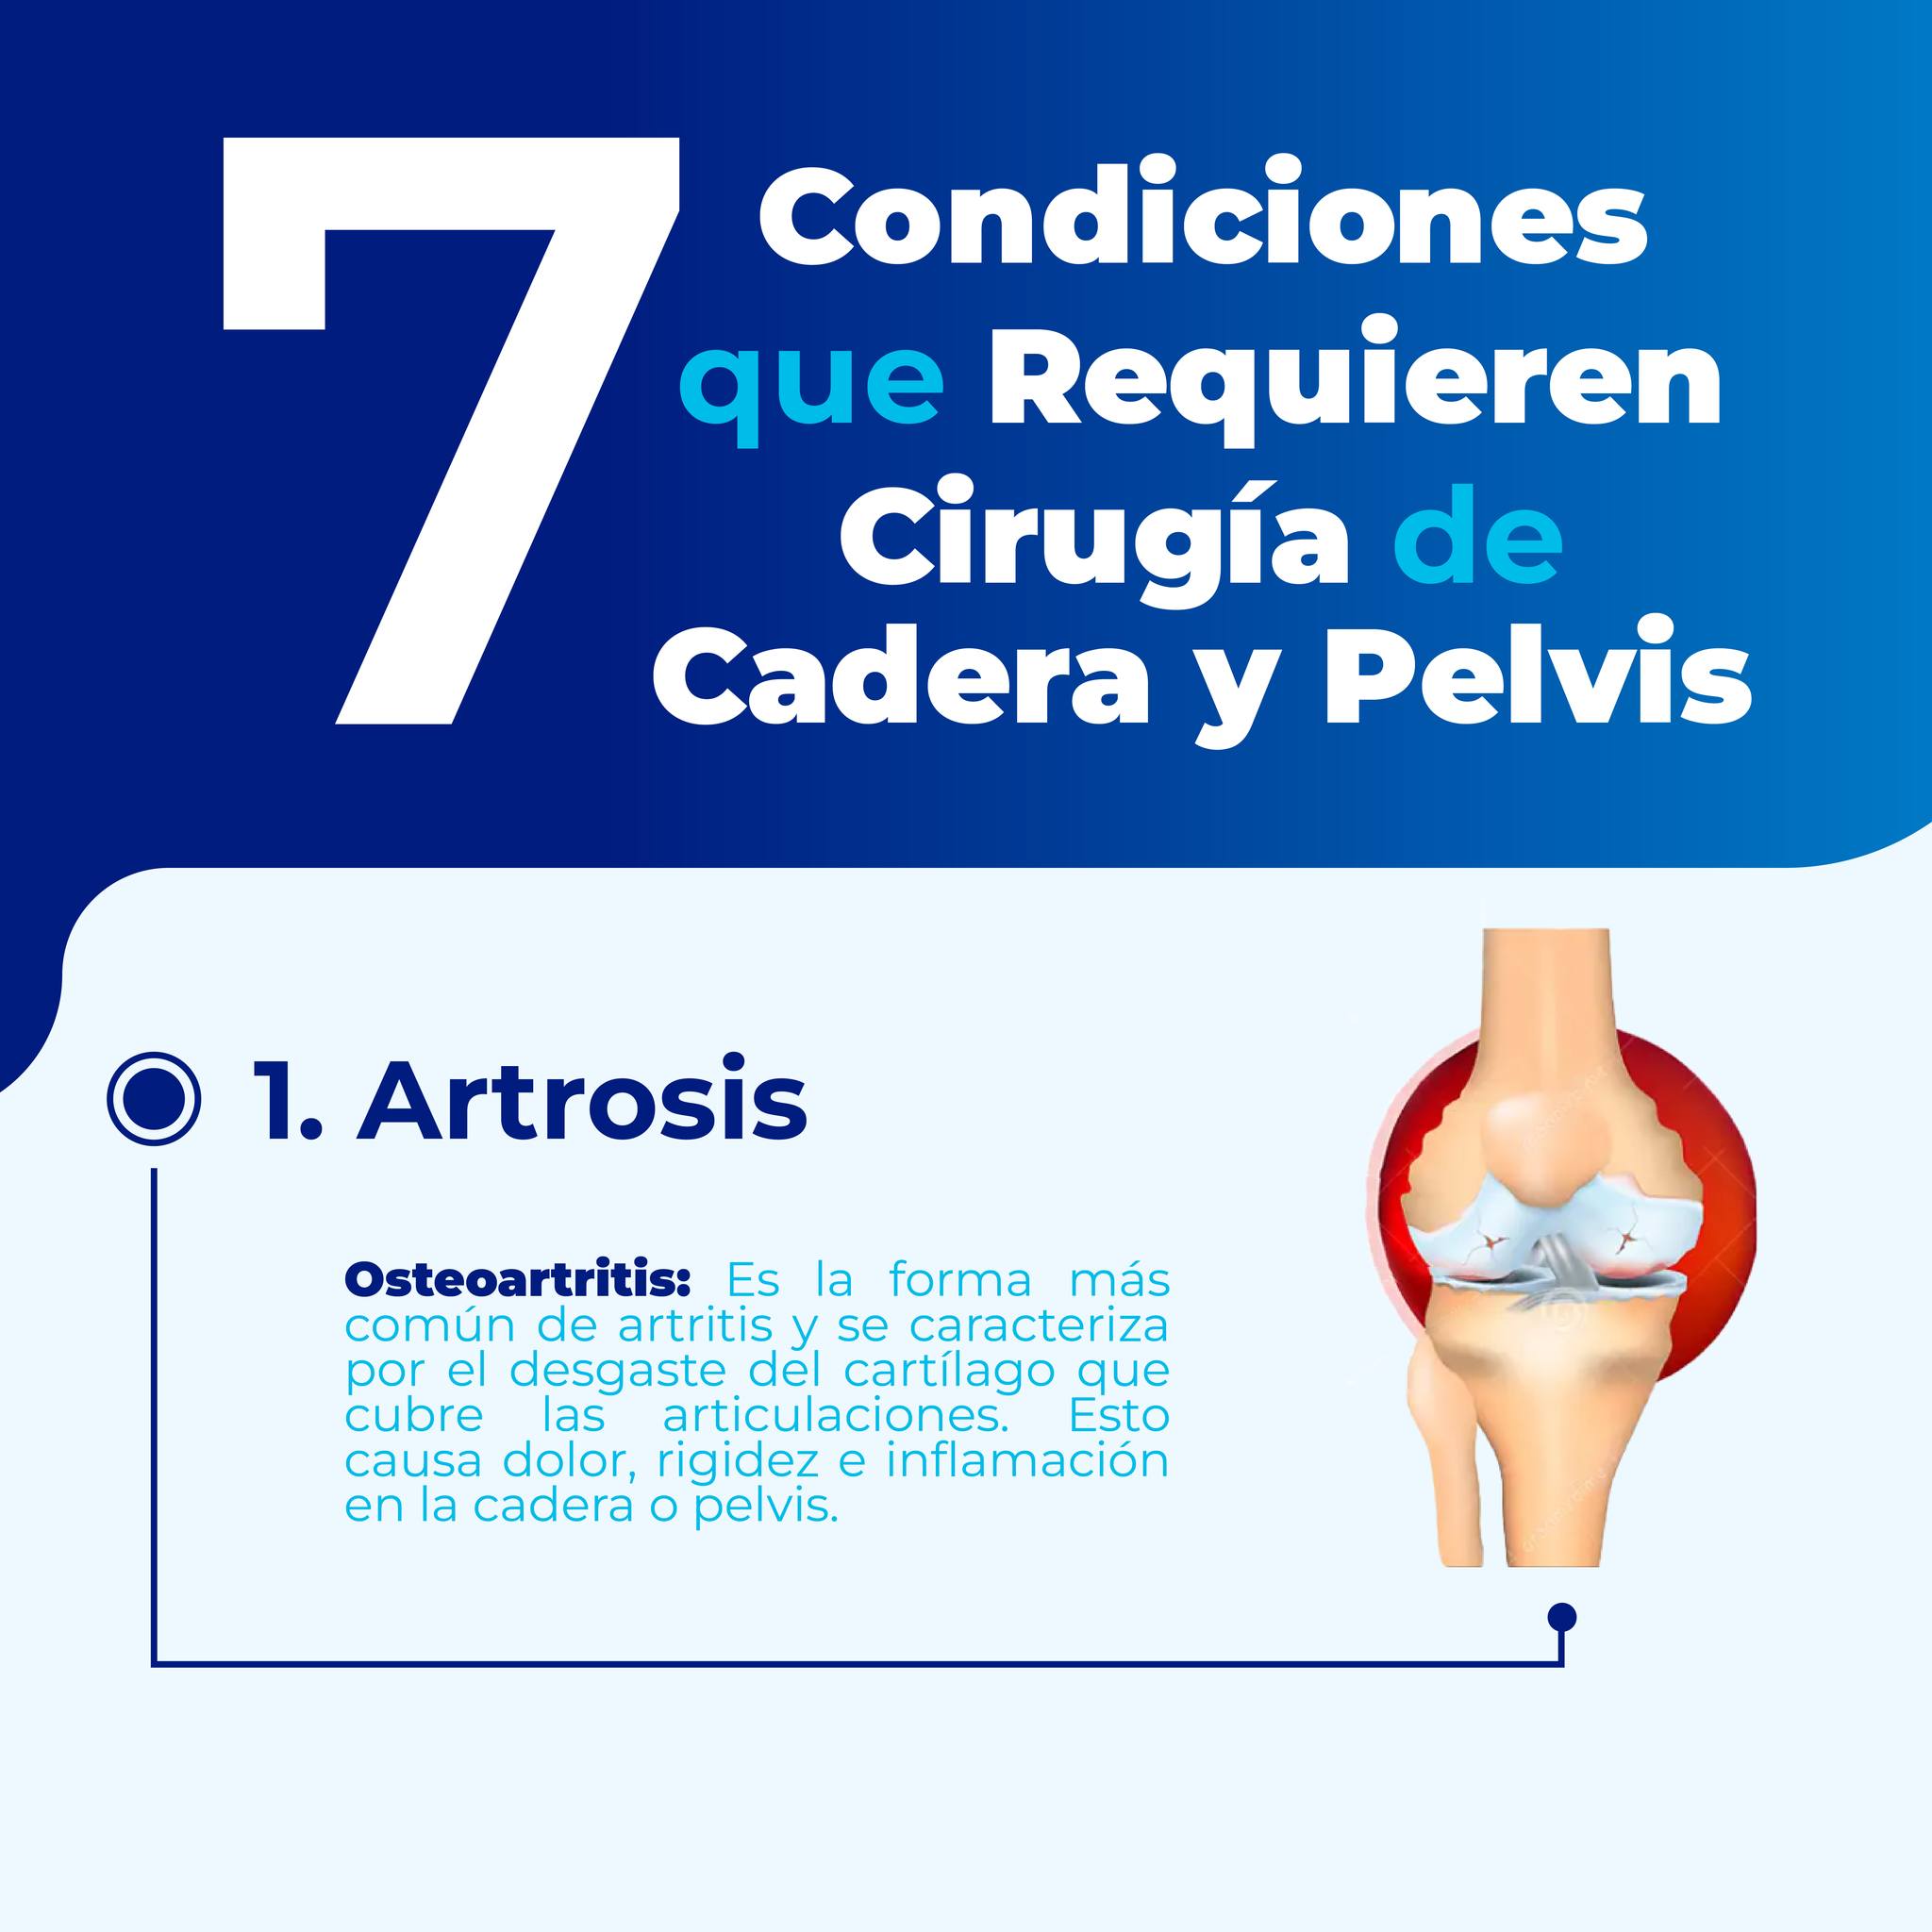 7
Condiciones
que Requieren
Cirugía de
Cadera y Pelvis
1. Artrosis
Osteoartritis: Es la forma más
común de artritis y se caracteriza
por el desgaste del cartílago que
cubre las articulaciones. Esto
causa dolor, rigidez e inflamación
en la cadera o pelvis.